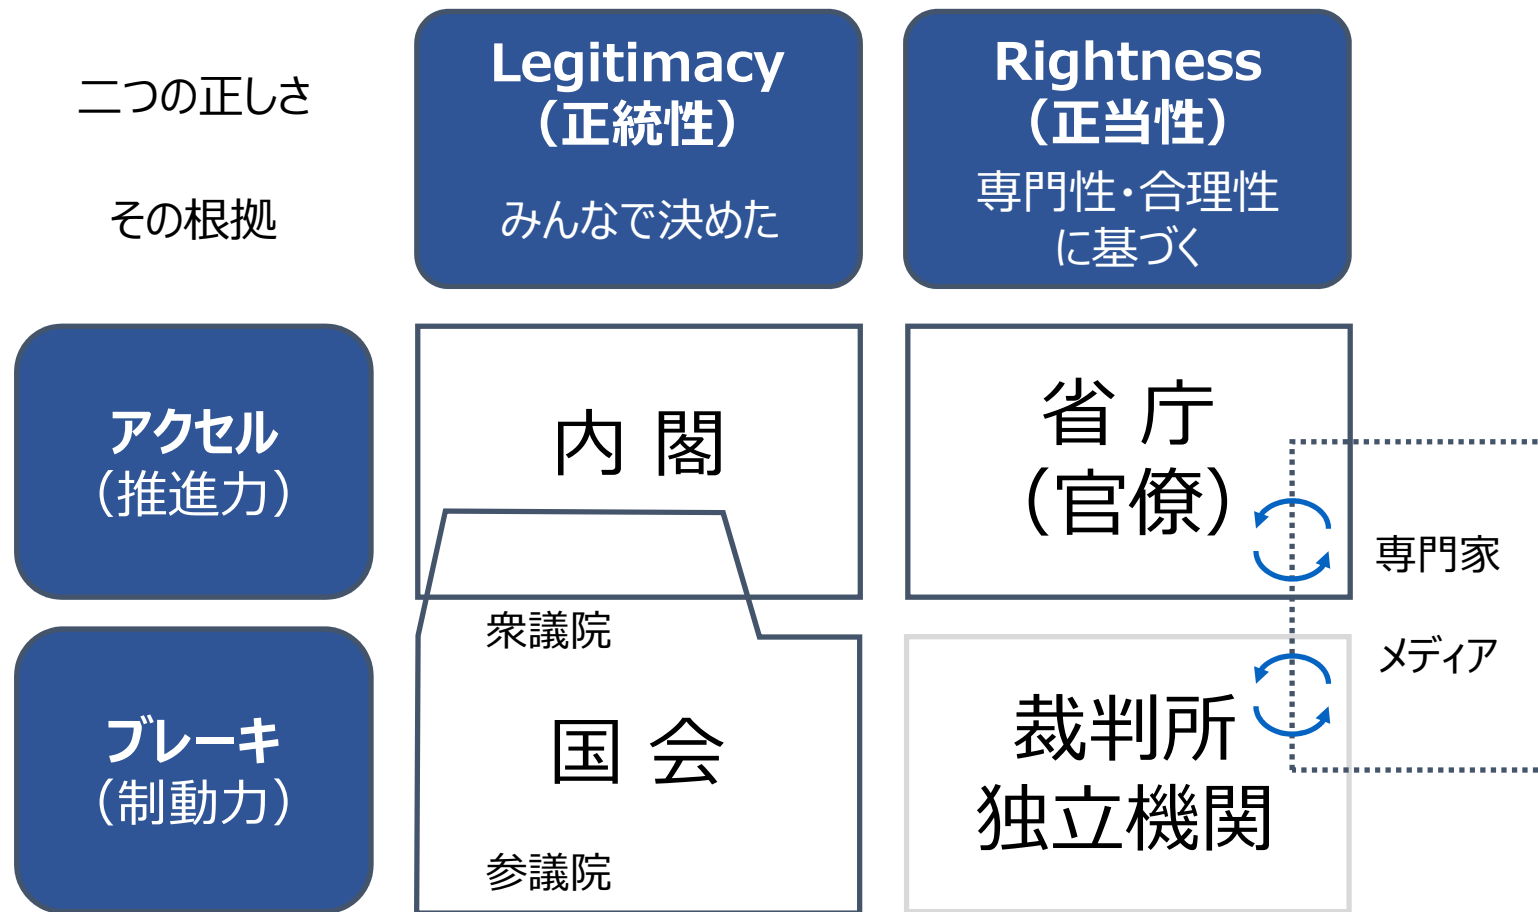 二つの正しさ
その根拠
Legitimacy
（正統性）
みんなで決めた
Rightness
（正当性）
専門性・合理性
に基づく
アクセル
（推進力）
内 閣
省 庁
（官僚）
専門家
メディア
ブレーキ
（制動力）
衆議院
国 会
参議院
裁判所
独立機関